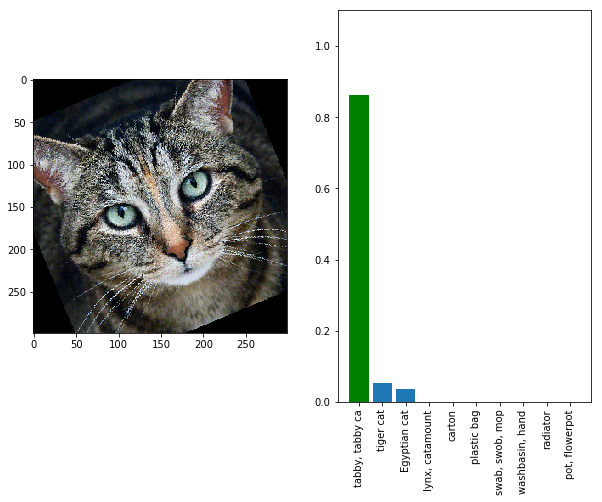 0
50
100
150
200
250
0 50 100 150 200 250
1.0
0.8
0.6
0.4
0.2
0.0
tabby, tabby ca
tiger cat
Egyptian cat
lynx, catamount
carton
plastic bag
swab, swob, mop
washbasin, hand
radiator
pot, flowerpot